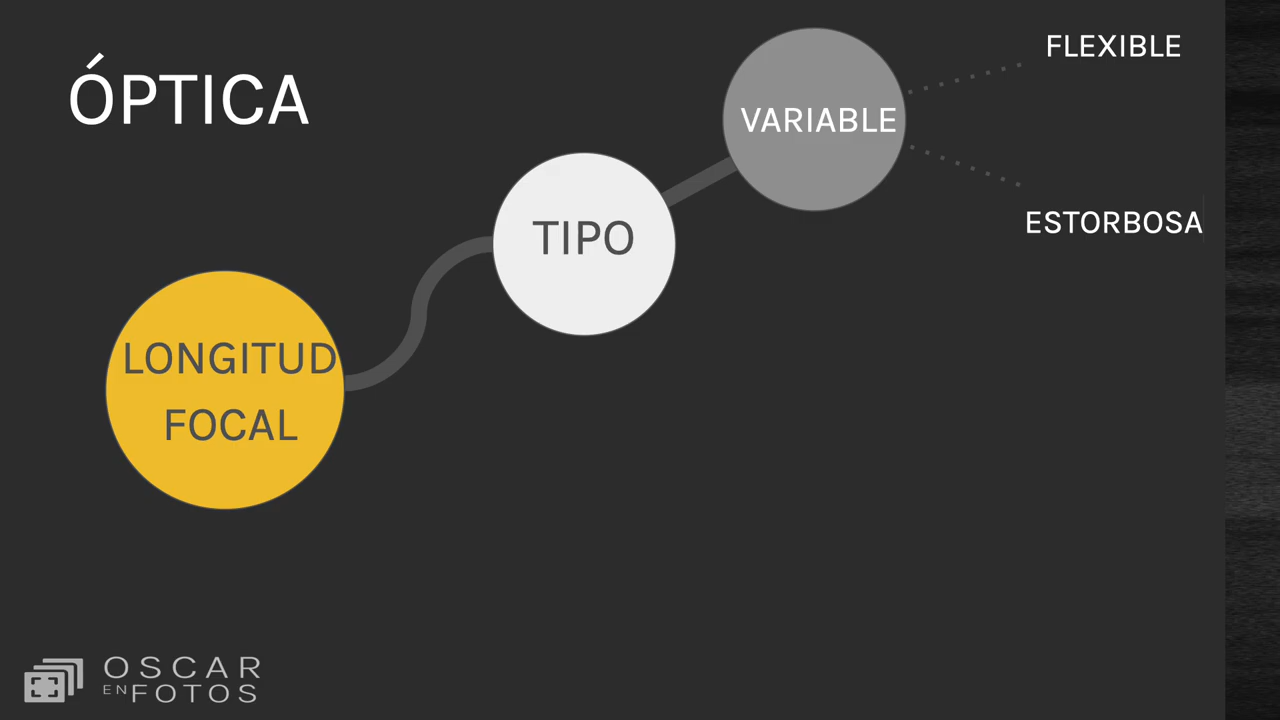 ÓPTICA
LONGITUD
FOCAL
TIPO
VARIABLE
FLEXIBLE
ESTORBOSA
OSCAR
EN FOTOS